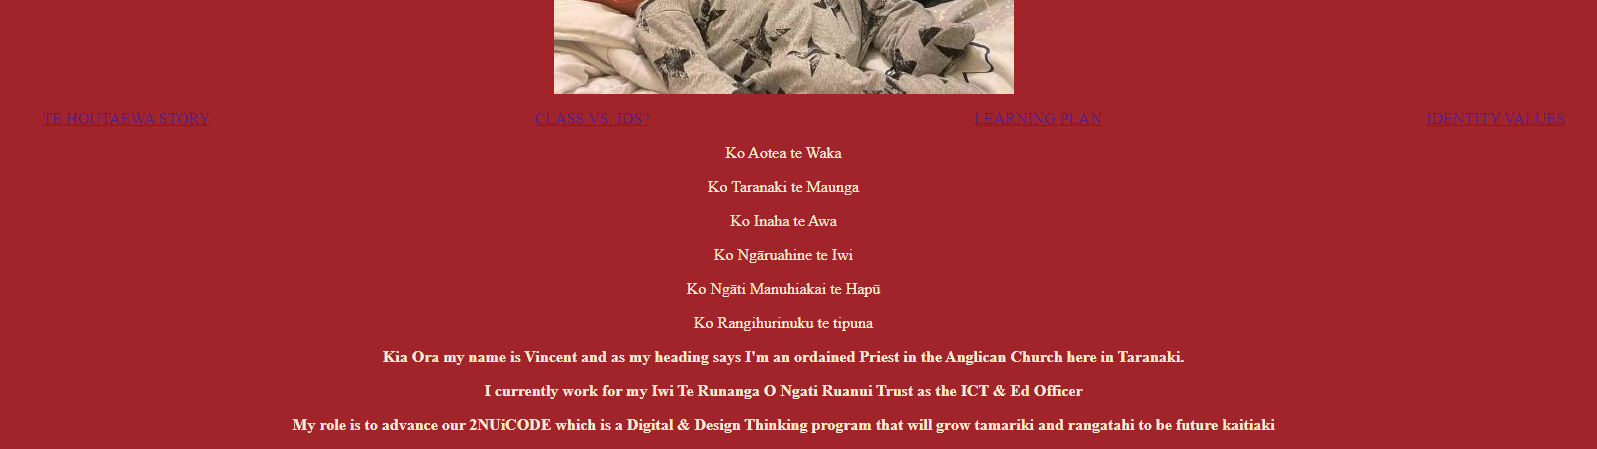 TE HOUTAEWA STORY CLASS VS. IDS? LEARNING PLAN IDENTITY VALUES
Ko Aotea te Waka
Ko Taranaki te Maunga
Ko Inaha te Awa
Ko Ngāruahine te Iwi
Ko Ngāti Manuhiakai te Hapū
Ko Rangihurinuku te tipuna
Kia Ora my name is Vincent and as my heading says I'm an ordained Priest in the Anglican Church here in Taranaki.
I currently work for my Iwi Te Runanga O Ngati Ruanui Trust as the ICT & Ed Officer
My role is to advance our 2NUiCODE which is a Digital & Design Thinking program that will grow tamariki and rangatahi to be future kaitiaki